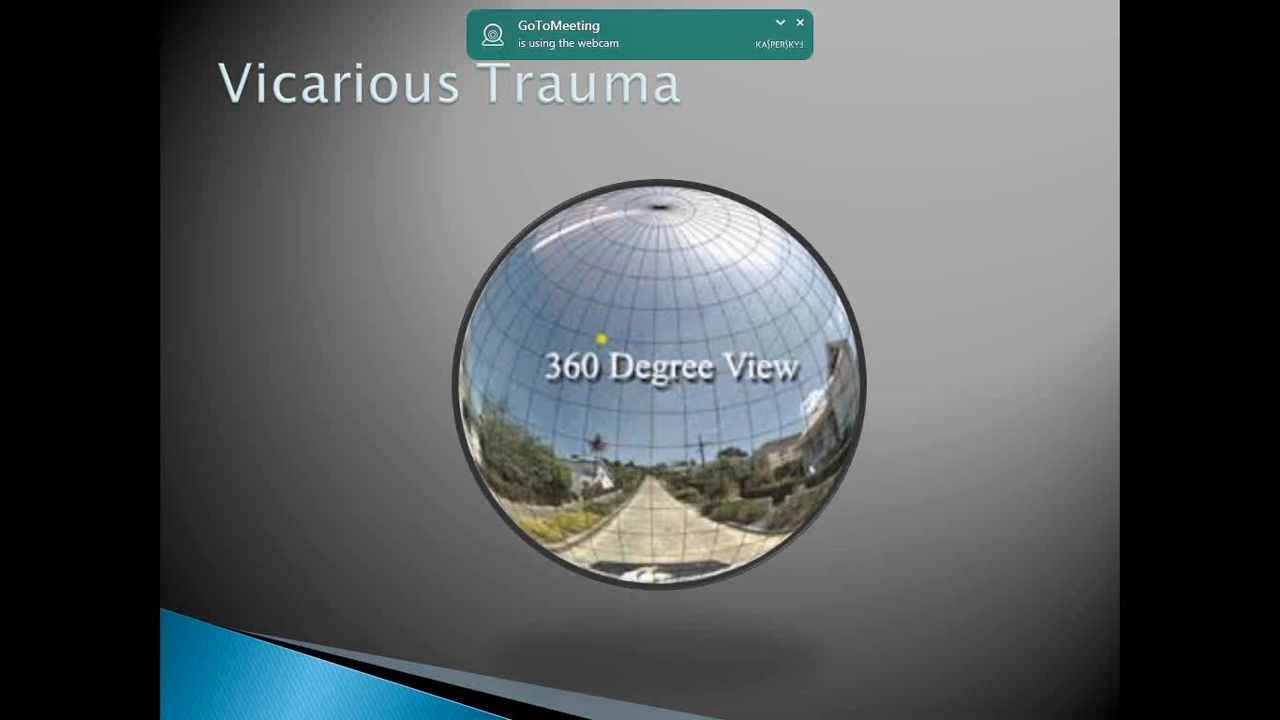 GoToMeeting
is using the webcam
KASPERSKY
Vicarious Trauma
360 Degree View